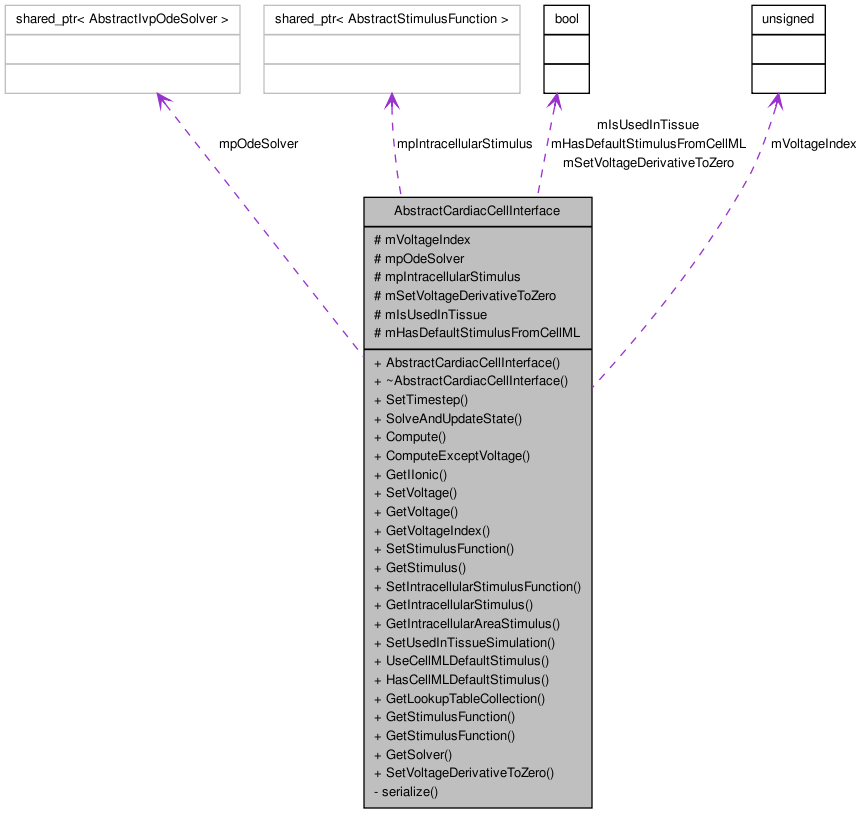 shared_ptr< AbstractIvpOdeSolver >
shared_ptr< AbstractStimulusFunction >
bool
unsigned
mpOdeSolver
mpIntracellularStimulus
mIsUsedInTissue
mHasDefaultStimulusFromCellML
mSetVoltageDerivativeToZero
mVoltageIndex
AbstractCardiacCellInterface
# mVoltageIndex
# mpOdeSolver
# mpIntracellularStimulus
# mSetVoltageDerivativeToZero
# mIsUsedInTissue
# mHasDefaultStimulusFromCellML
+ AbstractCardiacCellInterface()
+ ~AbstractCardiacCellInterface()
+ SetTimestep()
+ SolveAndUpdateState()
+ Compute()
+ ComputeExceptVoltage()
+ GetIIonic()
+ SetVoltage()
+ GetVoltage()
+ GetVoltageIndex()
+ SetStimulusFunction()
+ GetStimulus()
+ SetIntracellularStimulusFunction()
+ GetIntracellularStimulus()
+ GetIntracellularAreaStimulus()
+ SetUsedInTissueSimulation()
+ UseCellMLDefaultStimulus()
+ HasCellMLDefaultStimulus()
+ GetLookupTableCollection()
+ GetStimulusFunction()
+ GetStimulusFunction()
+ GetSolver()
+ SetVoltageDerivativeToZero()
- serialize()